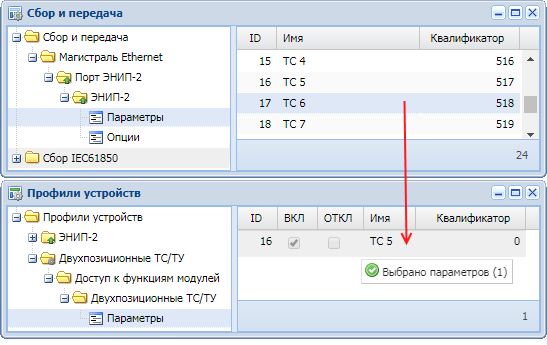 Сбор и передача
Сбор и передача
Магистраль Ethernet
Порт ЭНИП-2
ЭНИП-2
Параметры
Опции
Сбор IEC61850
ID Имя Квалификатор
15 ТС 4 516
16 ТС 5 517
17 ТС 6 518
18 ТС 7 519
24
Профили устройств
Профили устройств
ЭНИП-2
Двухпозиционные ТС/ТУ
Доступ к функциям модулей
Двухпозиционные ТС/ТУ
Параметры
ID ВКЛ ОТКЛ Имя Квалификатор
16 ТС 5 0
Выбрано параметров (1)
1